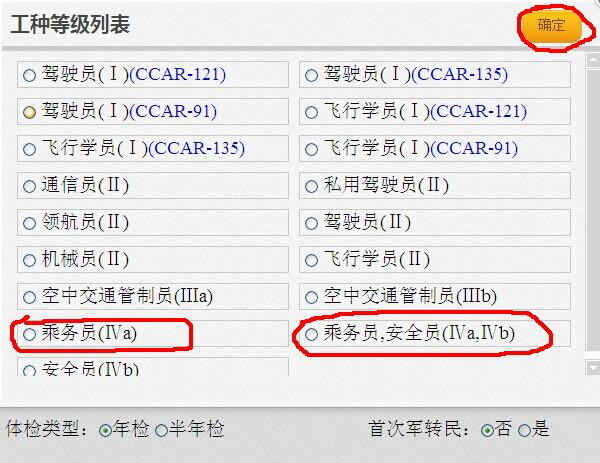 工种等级列表 确定
驾驶员(Ⅰ)(CCAR-121) 驾驶员(Ⅰ)(CCAR-135)
驾驶员(Ⅰ)(CCAR-91) 飞行学员(Ⅰ)(CCAR-121)
飞行学员(Ⅰ)(CCAR-135) 飞行学员(Ⅰ)(CCAR-91)
通信员(Ⅱ) 私用驾驶员(Ⅱ)
领航员(Ⅱ) 驾驶员(Ⅱ)
机械员(Ⅱ) 飞行学员(Ⅱ)
空中交通管制员(Ⅲa) 空中交通管制员(Ⅲb)
乘务员(Ⅳa) 乘务员,安全员(Ⅳa,Ⅳb)
安全员(Ⅳb)
体检类型: 年检 半年检 首次军转民: 否 是